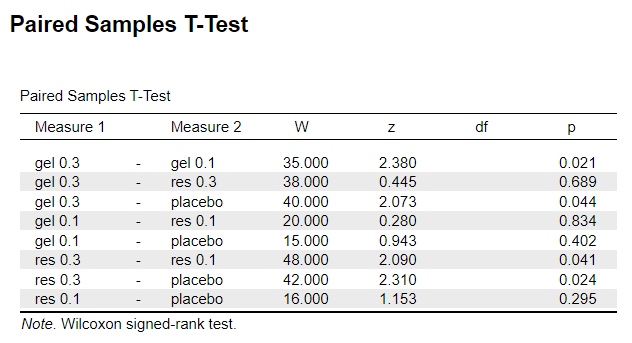 Paired Samples T-Test
Paired Samples T-Test
Measure 1 Measure 2 W z df p
gel 0.3 - gel 0.1 35.000 2.380 0.021
gel 0.3 - res 0.3 38.000 0.445 0.689
gel 0.3 - placebo 40.000 2.073 0.044
gel 0.1 - res 0.1 20.000 0.280 0.834
gel 0.1 - placebo 15.000 0.943 0.402
res 0.3 - res 0.1 48.000 2.090 0.041
res 0.3 - placebo 42.000 2.310 0.024
res 0.1 - placebo 16.000 1.153 0.295
Note. Wilcoxon signed-rank test.